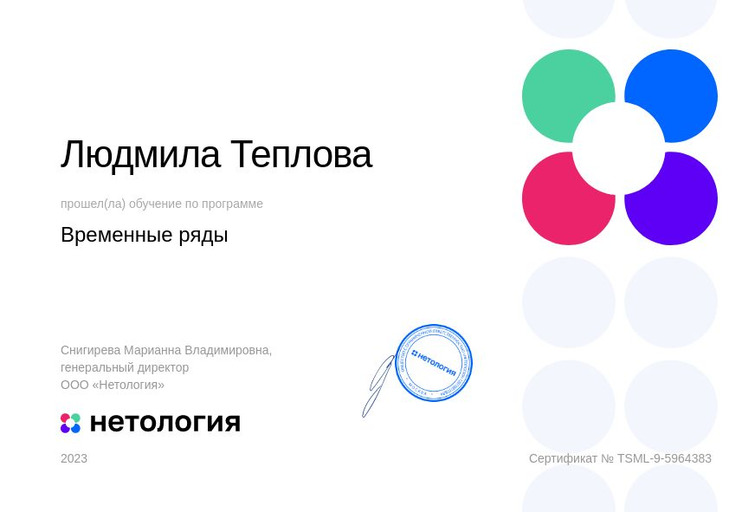 Людмила Теплова
прошел(ла) обучение по программе
Временные ряды
Снигирева Марианна Владимировна,
генеральный директор
ООО «Нетология»
нетология
нетология
МОСКВА
2023
Сертификат № TSML-9-5964383